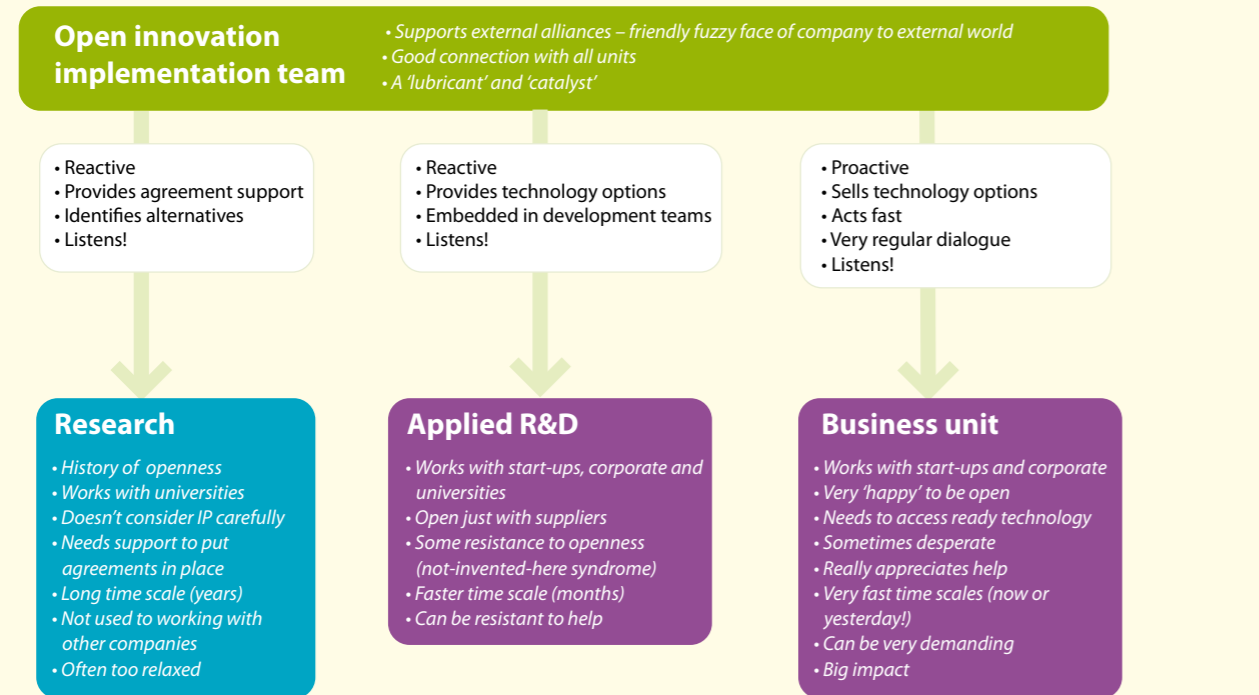 Open innovation
implementation team
• Supports external alliances – friendly fuzzy face of company to external world
• Good connection with all units
• A ‘lubricant’ and ‘catalyst’
• Reactive
• Provides agreement support
• Identifies alternatives
• Listens!
• Reactive
• Provides technology options
• Embedded in development teams
• Listens!
• Proactive
• Sells technology options
• Acts fast
• Very regular dialogue
• Listens!
Research
• History of openness
• Works with universities
• Doesn’t consider IP carefully
• Needs support to put
agreements in place
• Long time scale (years)
• Not used to working with
other companies
• Often too relaxed
Applied R&D
• Works with start-ups, corporate and
universities
• Open just with suppliers
• Some resistance to openness
(not-invented-here syndrome)
• Faster time scale (months)
• Can be resistant to help
Business unit
• Works with start-ups and corporate
• Very ‘happy’ to be open
• Needs to access ready technology
• Sometimes desperate
• Really appreciates help
• Very fast time scales (now or
yesterday!)
• Can be very demanding
• Big impact